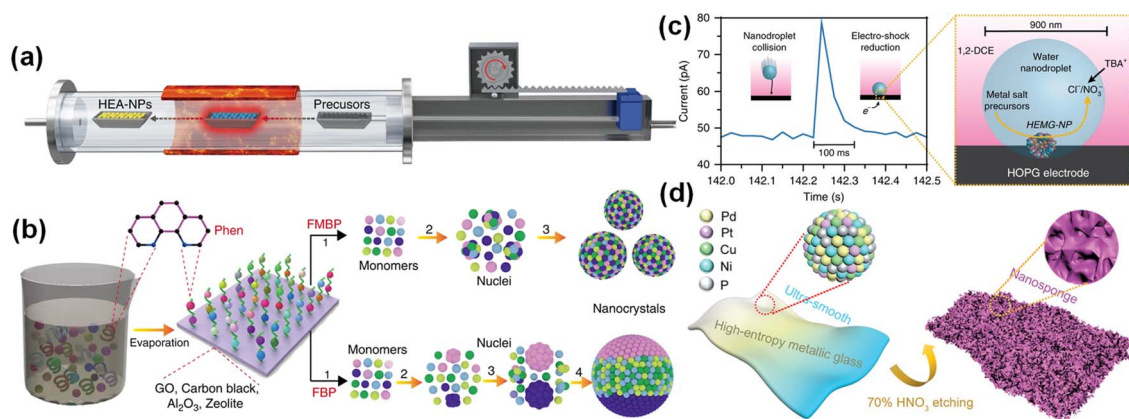 (a)
HEA-NPs
Precusors
(b)
Phen
Evaporation
GO, Carbon black,
Al₂O₃, Zeolite
FMBP
1
Monomers
2
Nuclei
3
Nanocrystals
1
FBP
Monomers
2
Nuclei
3
4
(c)
Current (pA)
80
70
60
50
40
Nanodroplet
collision
Electro-shock
reduction
e⁻
100 ms
142.0 142.1 142.2 142.3 142.4 142.5
Time (s)
900 nm
1,2-DCE
Water
nanodroplet
TBA⁺
Cl⁻/NO₃⁻
Metal salt
precursors
HEMG-NP
HOPG electrode
(d)
Pd
Pt
Cu
Ni
P
Ultra-smooth
High-entropy metallic glass
70% HNO₃ etching
Nanosponge